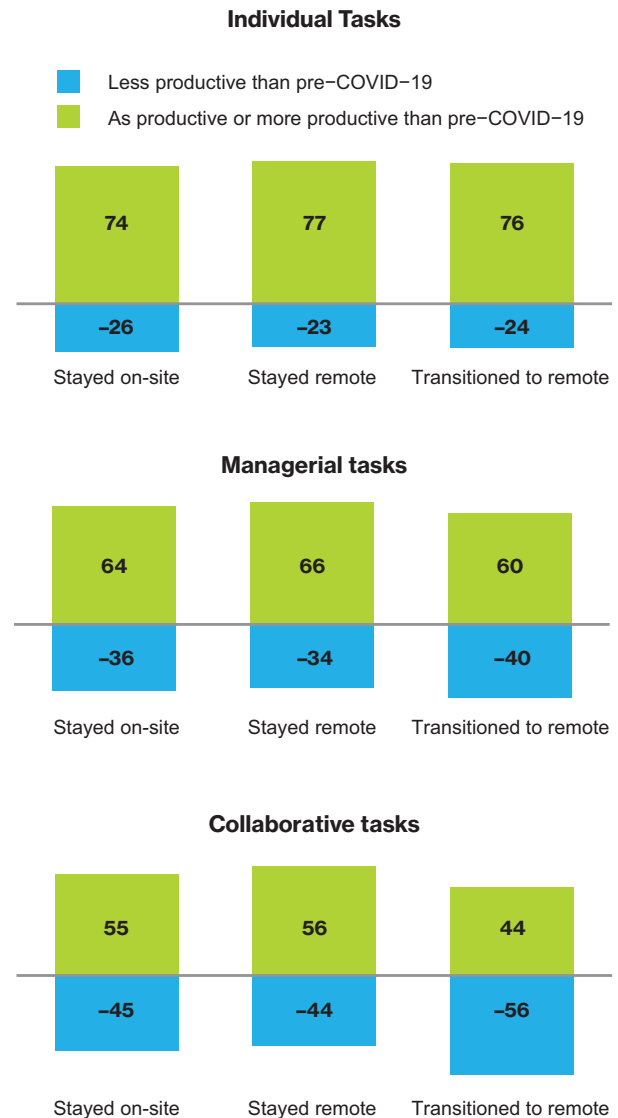 Individual Tasks
Less productive than pre−COVID−19
As productive or more productive than pre−COVID−19
74 77 76
–26 –23 –24
Stayed on-site Stayed remote Transitioned to remote
Managerial tasks
64 66 60
–36 –34 –40
Stayed on-site Stayed remote Transitioned to remote
Collaborative tasks
55 56 44
–45 –44 –56
Stayed on-site Stayed remote Transitioned to remote